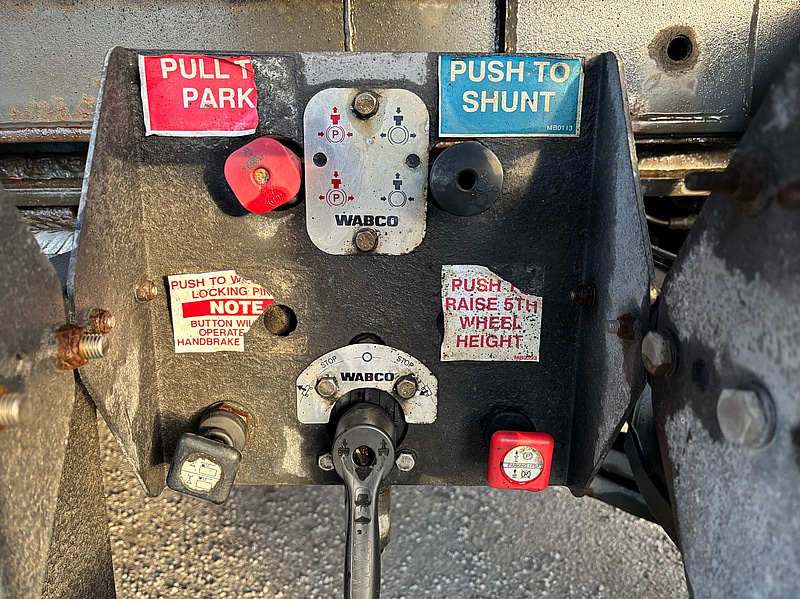 PULL T
PARK
PUSH TO
SHUNT
MB0113
P
P
WABCO
PUSH TO W
LOCKING PIN
NOTE
BUTTON WIL
OPERATE
HANDBRAKE
PUSH T
RAISE 5TH
WHEEL
HEIGHT
STOP
STOP
WABCO
P
PARKING